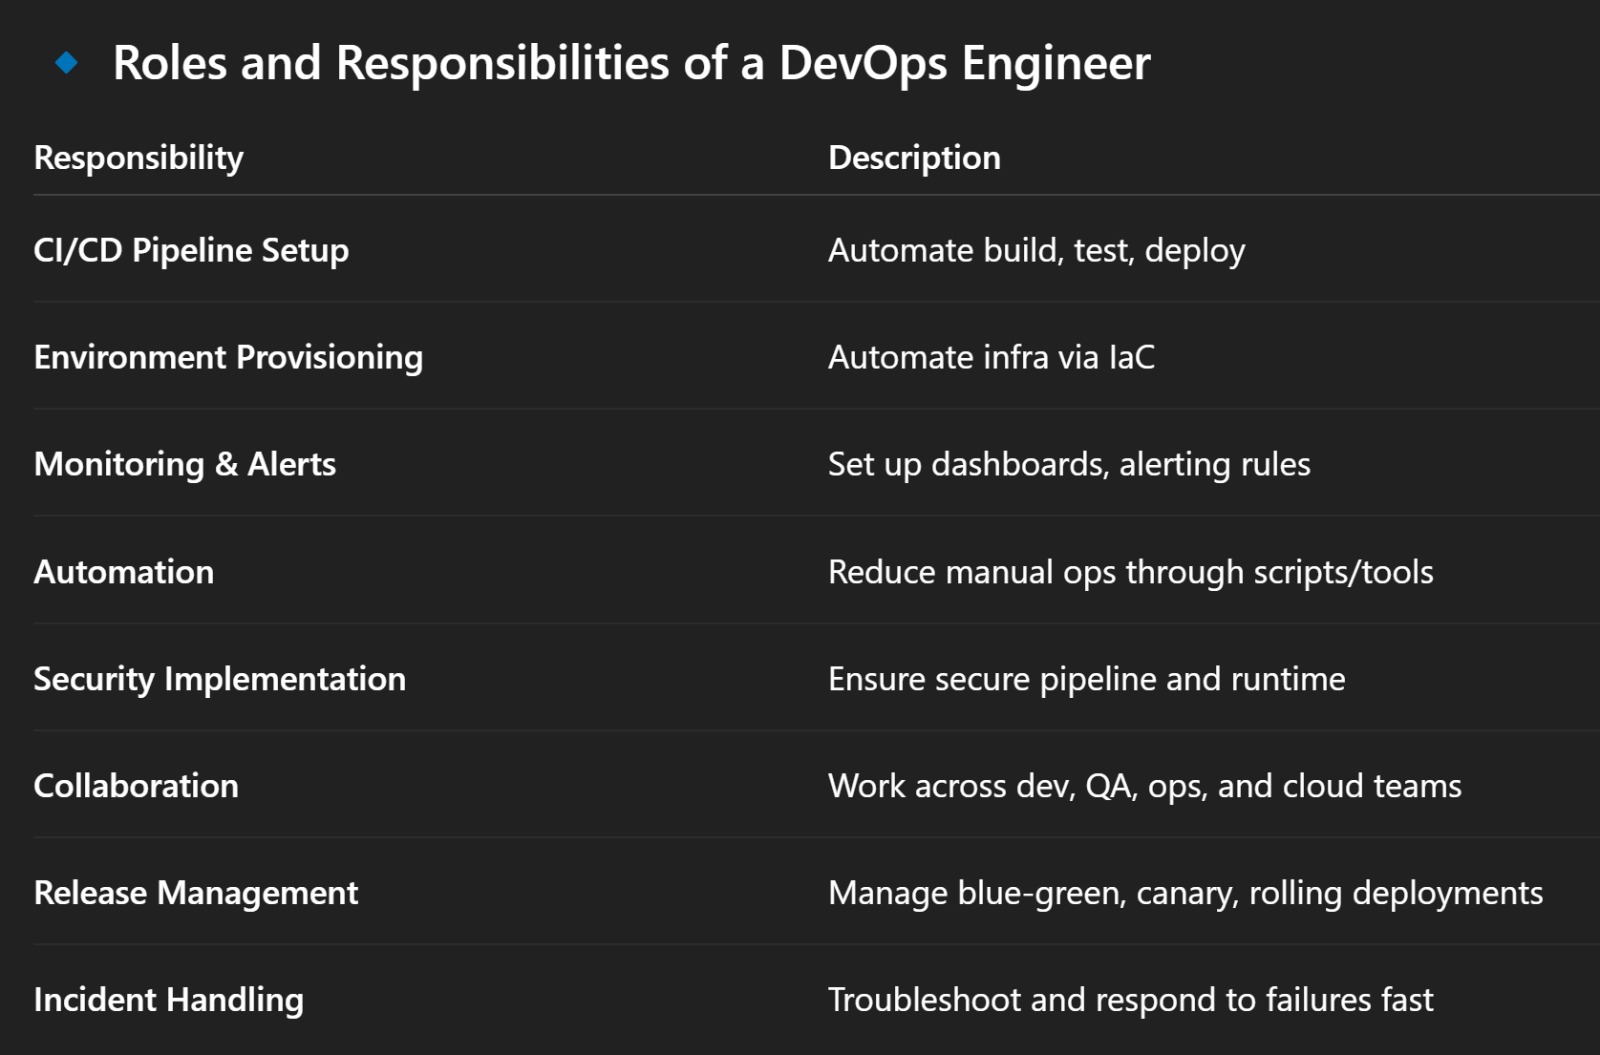 Roles and Responsibilities of a DevOps Engineer
Responsibility Description
CI/CD Pipeline Setup Automate build, test, deploy
Environment Provisioning Automate infra via IaC
Monitoring & Alerts Set up dashboards, alerting rules
Automation Reduce manual ops through scripts/tools
Security Implementation Ensure secure pipeline and runtime
Collaboration Work across dev, QA, ops, and cloud teams
Release Management Manage blue-green, canary, rolling deployments
Incident Handling Troubleshoot and respond to failures fast